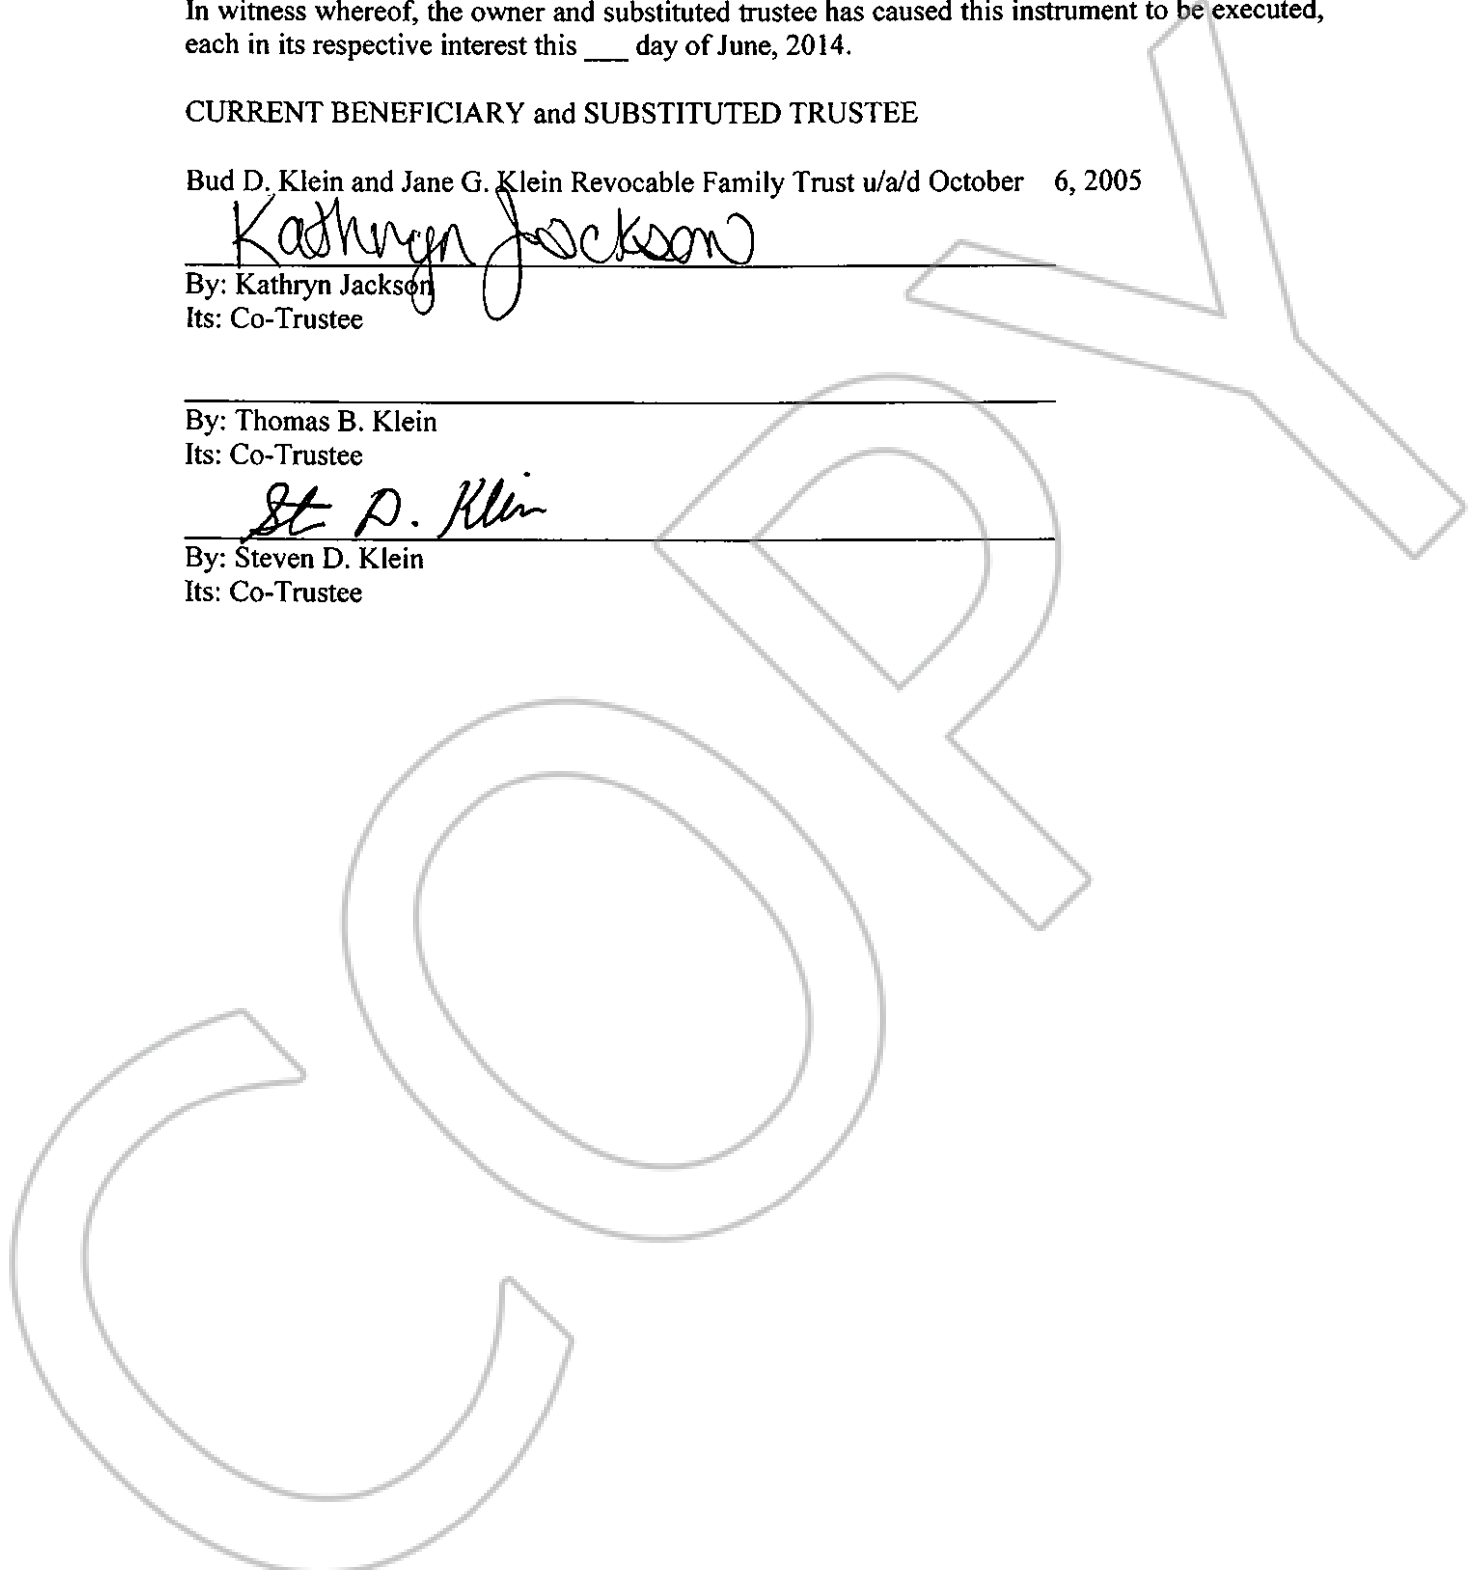 In witness whereof, the owner and substituted trustee has caused this instrument to be executed,
each in its respective interest this ___ day of June, 2014.
CURRENT BENEFICIARY and SUBSTITUTED TRUSTEE
Bud D. Klein and Jane G. Klein Revocable Family Trust u/a/d October 6, 2005
Kathryn Jackson
By: Kathryn Jackson
Its: Co-Trustee
By: Thomas B. Klein
Its: Co-Trustee
St D. Klein
By: Steven D. Klein
Its: Co-Trustee
COPY